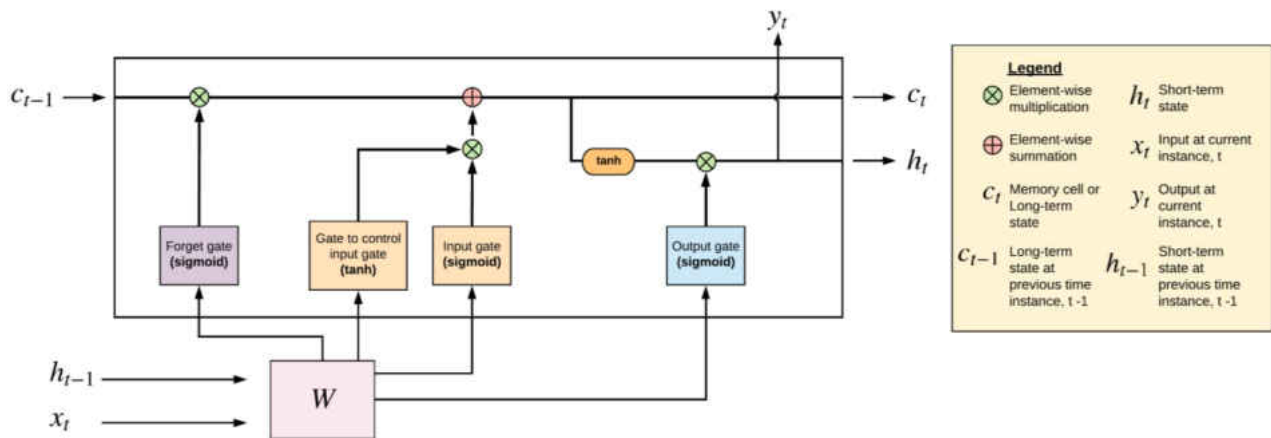 y_t
c_{t−1}
c_t
h_t
tanh
Forget gate
(sigmoid)
Gate to control
input gate
(tanh)
Input gate
(sigmoid)
Output gate
(sigmoid)
h_{t−1}
x_t
W
Legend
Element-wise
multiplication
h_t
Short-term
state
Element-wise
summation
x_t
Input at current
instance, t
c_t
Memory cell or
Long-term
state
y_t
Output at
current
instance, t
c_{t−1}
Long-term
state at
previous time
instance, t -1
h_{t−1}
Short-term
state at
previous time
instance, t -1